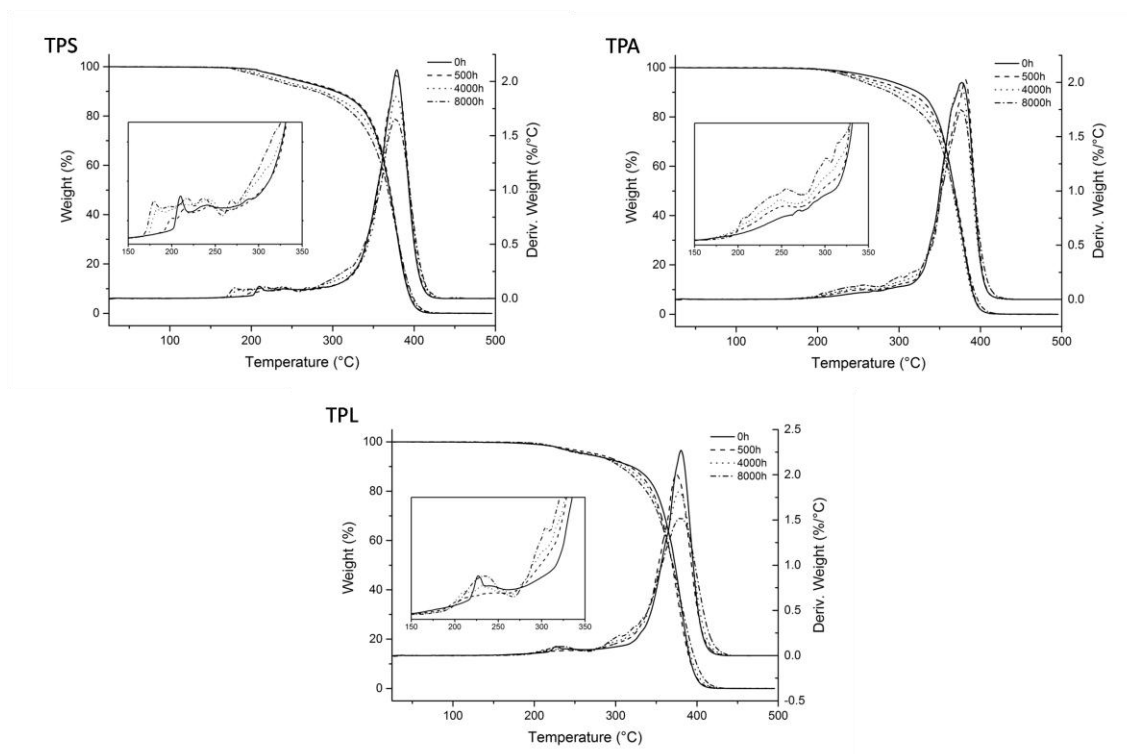 TPS
0h
500h
4000h
8000h
100
80
60
40
20
0
Weight (%)
2.0
1.5
1.0
0.5
0.0
Deriv. Weight (%/°C)
150 200 250 300 350
100 200 300 400 500
Temperature (°C)
TPA
0h
500h
4000h
8000h
100
80
60
40
20
0
Weight (%)
2.0
1.5
1.0
0.5
0.0
Deriv. Weight (%/°C)
150 200 250 300 350
100 200 300 400 500
Temperature (°C)
TPL
0h
500h
4000h
8000h
100
80
60
40
20
0
Weight (%)
2.5
2.0
1.5
1.0
0.5
0.0
-0.5
Deriv. Weight (%/°C)
150 200 250 300 350
100 200 300 400 500
Temperature (°C)